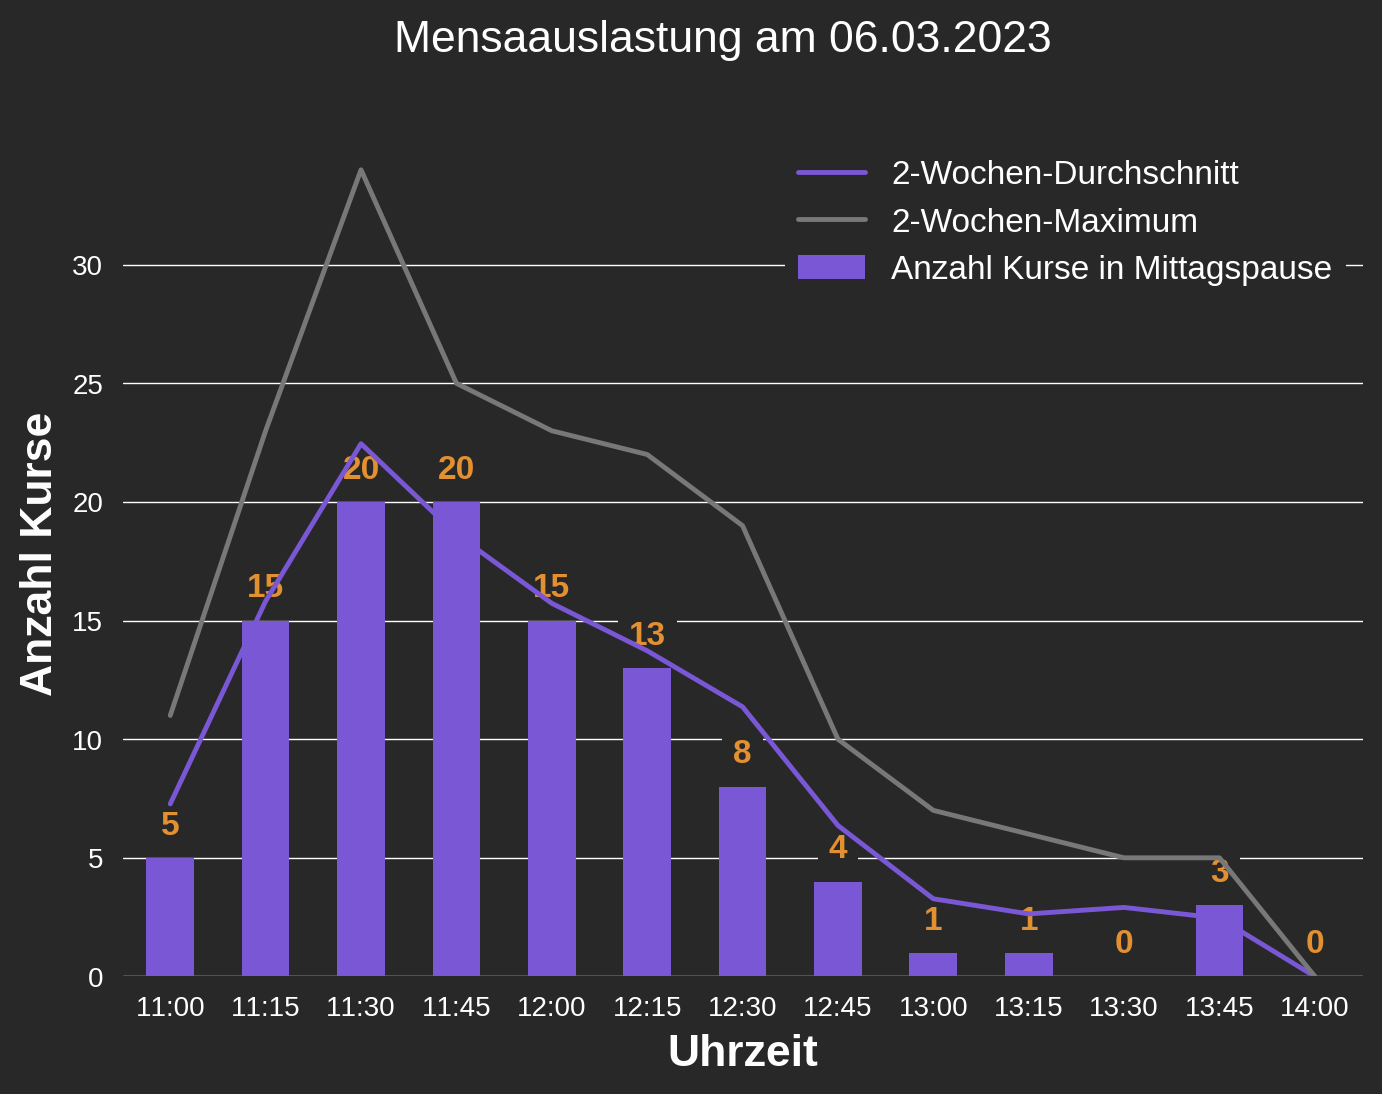 Mensaauslastung am 06.03.2023
2-Wochen-Durchschnitt
2-Wochen-Maximum
Anzahl Kurse in Mittagspause
Anzahl Kurse
30
25
20
15
10
5
0
5
15
20
20
15
13
8
4
1
1
0
3
0
11:00 11:15 11:30 11:45 12:00 12:15 12:30 12:45 13:00 13:15 13:30 13:45 14:00
Uhrzeit